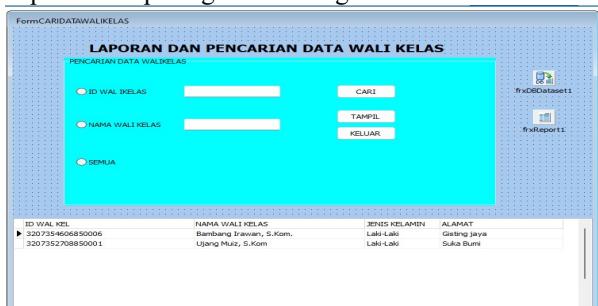 FormCARIDATAWALIKELAS
LAPORAN DAN PENCARIAN DATA WALI KELAS
PENCARIAN DATA WALIKELAS
ID WAL IKELAS
CARI
frxDBDataset1
NAMA WALI KELAS
TAMPIL
KELUAR
frxReport1
SEMUA
ID WAL KEL NAMA WALI KELAS JENIS KELAMIN ALAMAT
3207354606850006 Bambang Irawan, S.Kom. Laki-Laki Gisting jaya
3207352708850001 Ujang Muiz, S.Kom Laki-Laki Suka Bumi